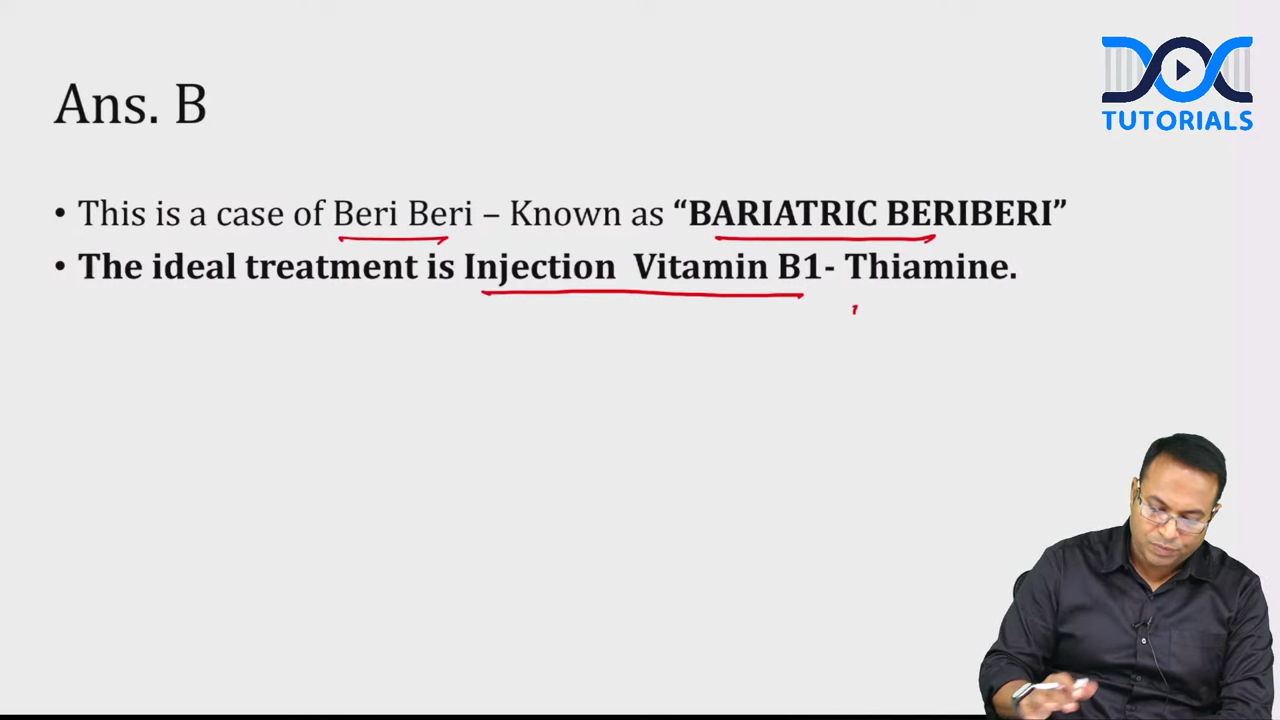 DOC
TUTORIALS
Ans. B
• This is a case of Beri Beri – Known as “BARIATRIC BERIBERI”
• The ideal treatment is Injection Vitamin B1- Thiamine.